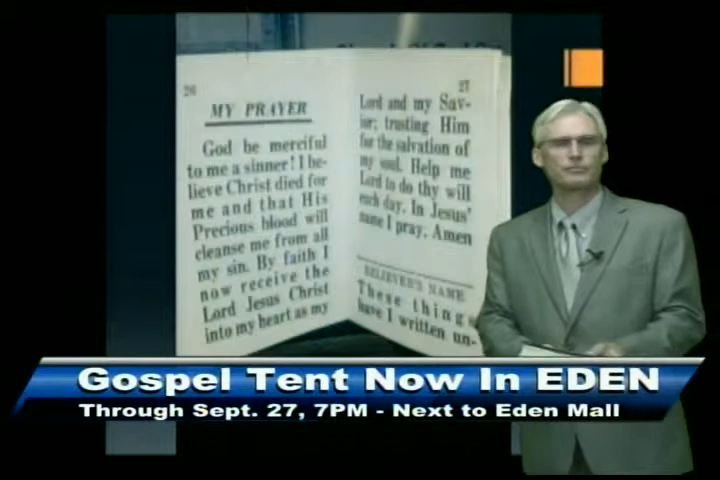 26
MY PRAYER
God be merciful
to me a sinner! I be-
lieve Christ died for
me and that His
Precious blood will
cleanse me from all
my sin. By faith I
now receive the
Lord Jesus Christ
into my heart as my
27
Lord and my Sav-
ior; trusting Him
for the salvation of
my soul. Help me
Lord to do thy will
each day. In Jesus'
name I pray. Amen
BELIEVER'S NAME
These things
have I written un-
Gospel Tent Now In EDEN
Through Sept. 27, 7PM - Next to Eden Mall